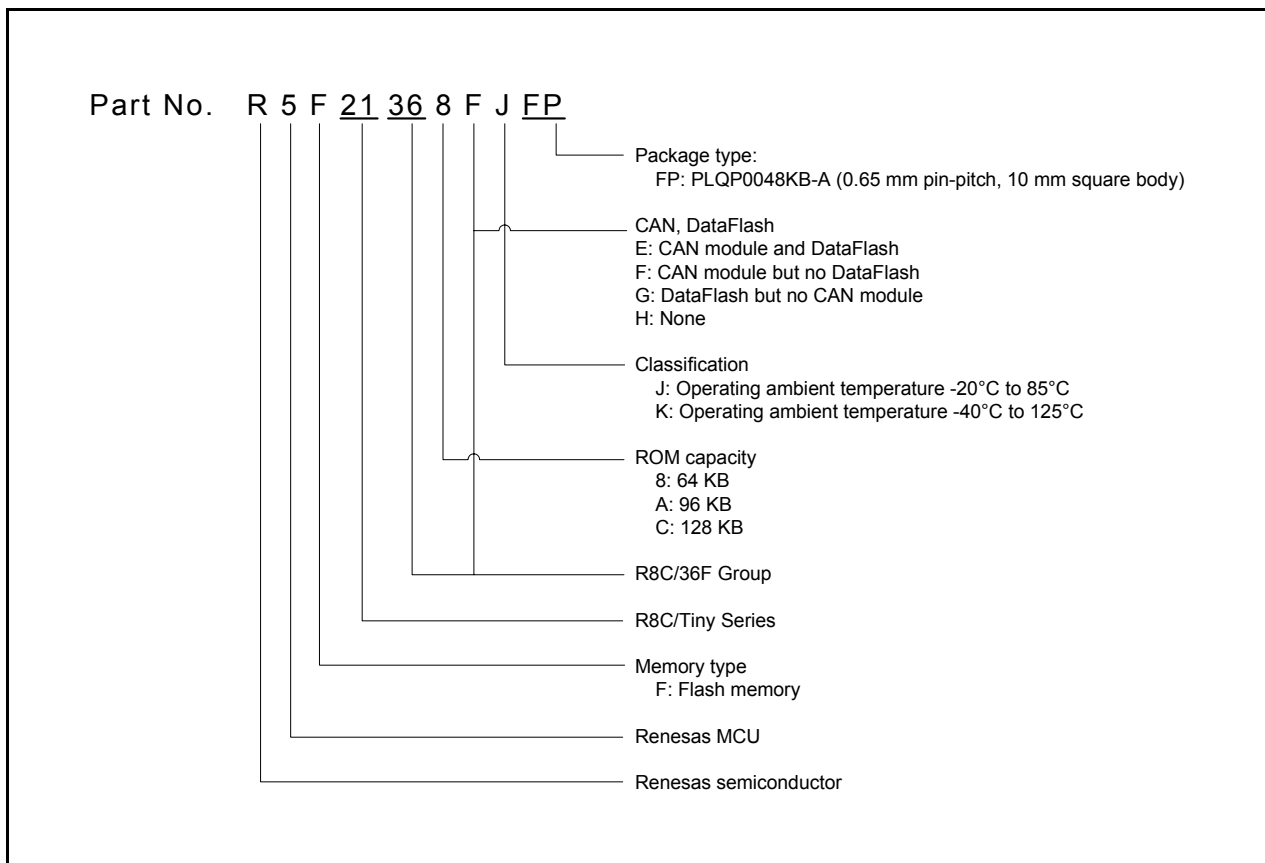 Part No. R 5 F 21 36 8 F J FP
Package type:
FP: PLQP0048KB-A (0.65 mm pin-pitch, 10 mm square body)
CAN, DataFlash
E: CAN module and DataFlash
F: CAN module but no DataFlash
G: DataFlash but no CAN module
H: None
Classification
J: Operating ambient temperature -20°C to 85°C
K: Operating ambient temperature -40°C to 125°C
ROM capacity
8: 64 KB
A: 96 KB
C: 128 KB
R8C/36F Group
R8C/Tiny Series
Memory type
F: Flash memory
Renesas MCU
Renesas semiconductor